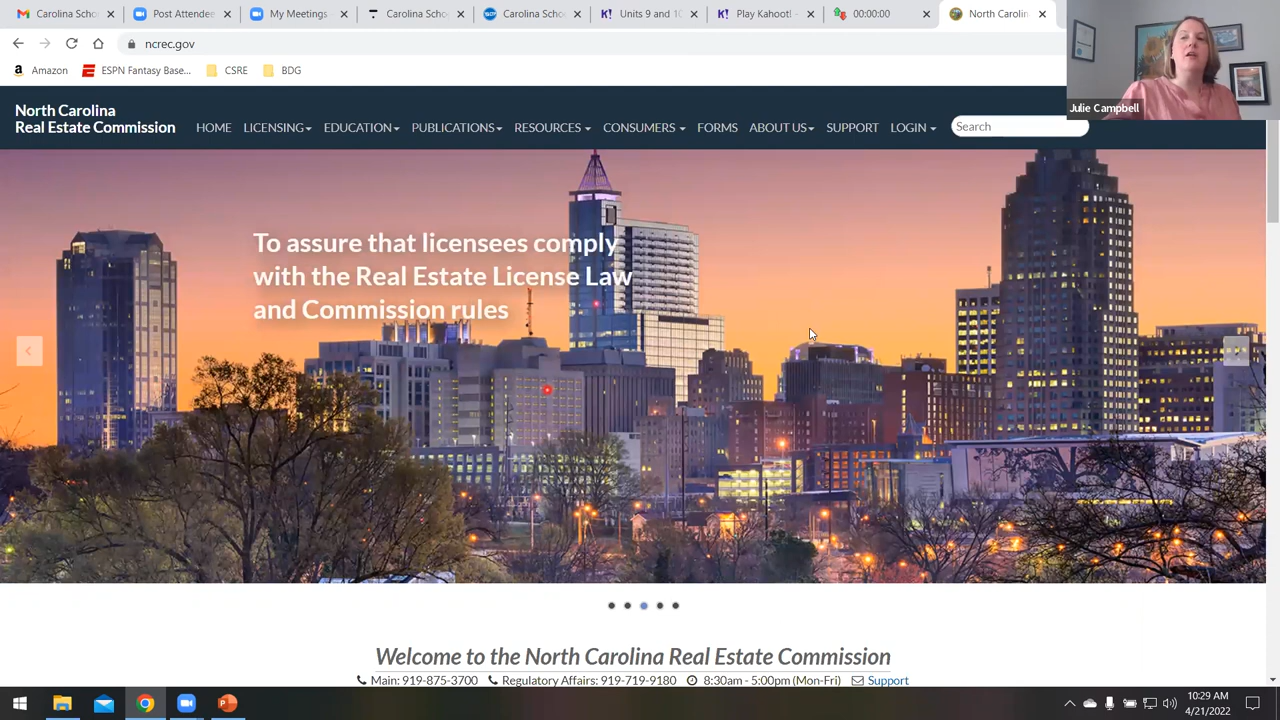 Carolina Scho
Post Attendee
My Meetings
Carolina Scho
Carolina Scho
Units 9 and 10
Play Kahoot! -
00:00:00
North Carolin
ncrec.gov
Amazon
ESPN Fantasy Base...
CSRE
BDG
Julie Campbell
North Carolina
Real Estate Commission
HOME
LICENSING
EDUCATION
PUBLICATIONS
RESOURCES
CONSUMERS
FORMS
ABOUT US
SUPPORT
LOGIN
Search
To assure that licensees comply
with the Real Estate License Law
and Commission rules
Welcome to the North Carolina Real Estate Commission
Main: 919-875-3700 Regulatory Affairs: 919-719-9180 8:30am - 5:00pm (Mon-Fri) Support
10:29 AM
4/21/2022